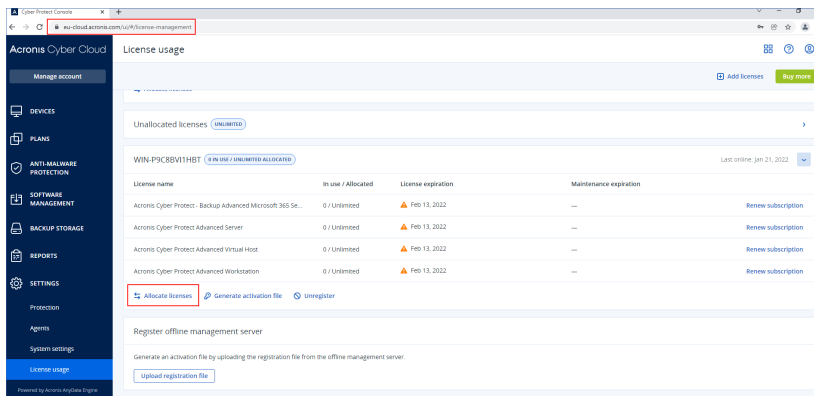 Cyber Protect Console
eu-cloud.acronis.com/ui/#/license-management
Acronis Cyber Cloud
License usage
Manage account
Add licenses
Buy more
DEVICES
PLANS
ANTI-MALWARE
PROTECTION
SOFTWARE
MANAGEMENT
BACKUP STORAGE
REPORTS
SETTINGS
Protection
Agents
System settings
License usage
Powered by Acronis AnyData Engine
Unallocated licenses UNLIMITED
WIN-P9C8BVI1HBT 0 IN USE / UNLIMITED ALLOCATED Last online: Jan 21, 2022
License name In use / Allocated License expiration Maintenance expiration
Acronis Cyber Protect - Backup Advanced Microsoft 365 Se... 0 / Unlimited Feb 13, 2022 — Renew subscription
Acronis Cyber Protect Advanced Server 0 / Unlimited Feb 13, 2022 — Renew subscription
Acronis Cyber Protect Advanced Virtual Host 0 / Unlimited Feb 13, 2022 — Renew subscription
Acronis Cyber Protect Advanced Workstation 0 / Unlimited Feb 13, 2022 — Renew subscription
Allocate licenses Generate activation file Unregister
Register offline management server
Generate an activation file by uploading the registration file from the offline management server.
Upload registration file